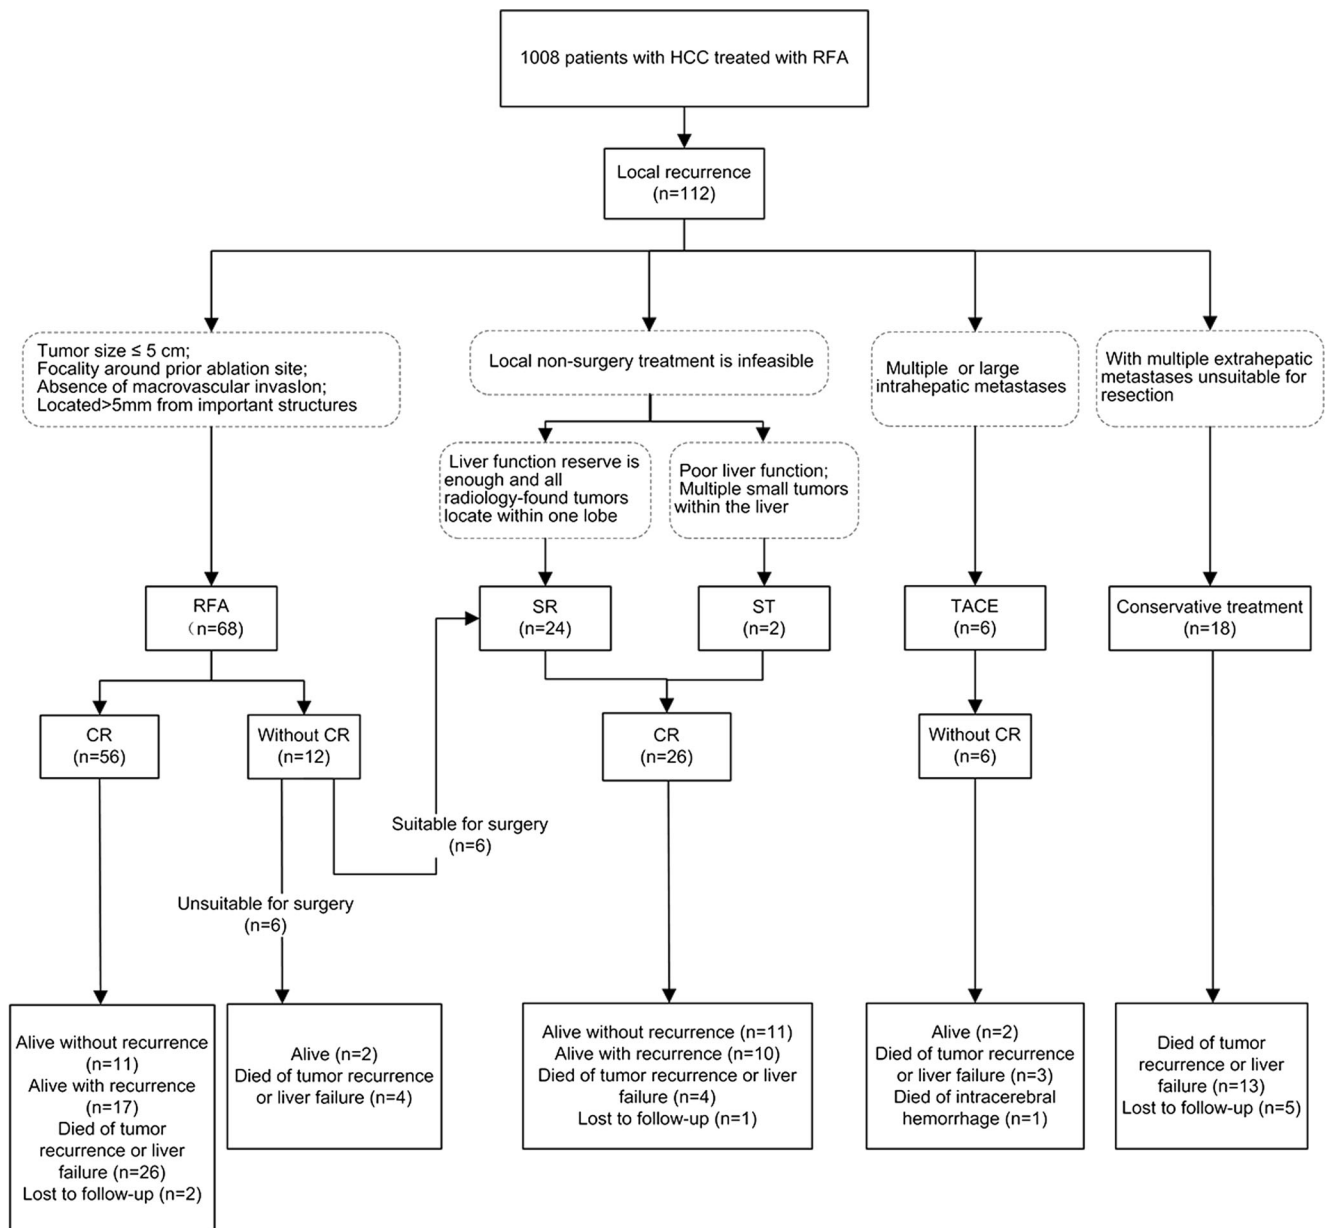 1008 patients with HCC treated with RFA
Local recurrence
(n=112)
Tumor size ≤ 5 cm;
Focality around prior ablation site;
Absence of macrovascular invasIon;
Located>5mm from important structures
Local non-surgery treatment is infeasible
Multiple or large
intrahepatic metastases
With multiple extrahepatic
metastases unsuitable for
resection
Liver function reserve is
enough and all
radiology-found tumors
locate within one lobe
Poor liver function;
Multiple small tumors
within the liver
RFA
（n=68)
SR
(n=24)
ST
(n=2)
TACE
(n=6)
Conservative treatment
(n=18)
CR
(n=56)
Without CR
(n=12)
CR
(n=26)
Without CR
(n=6)
Suitable for surgery
(n=6)
Unsuitable for surgery
(n=6)
Alive without recurrence
(n=11)
Alive with recurrence
(n=17)
Died of tumor
recurrence or liver
failure (n=26)
Lost to follow-up (n=2)
Alive (n=2)
Died of tumor recurrence
or liver failure (n=4)
Alive without recurrence (n=11)
Alive with recurrence (n=10)
Died of tumor recurrence or liver
failure (n=4)
Lost to follow-up (n=1)
Alive (n=2)
Died of tumor recurrence
or liver failure (n=3)
Died of intracerebral
hemorrhage (n=1)
Died of tumor
recurrence or liver
failure (n=13)
Lost to follow-up (n=5)